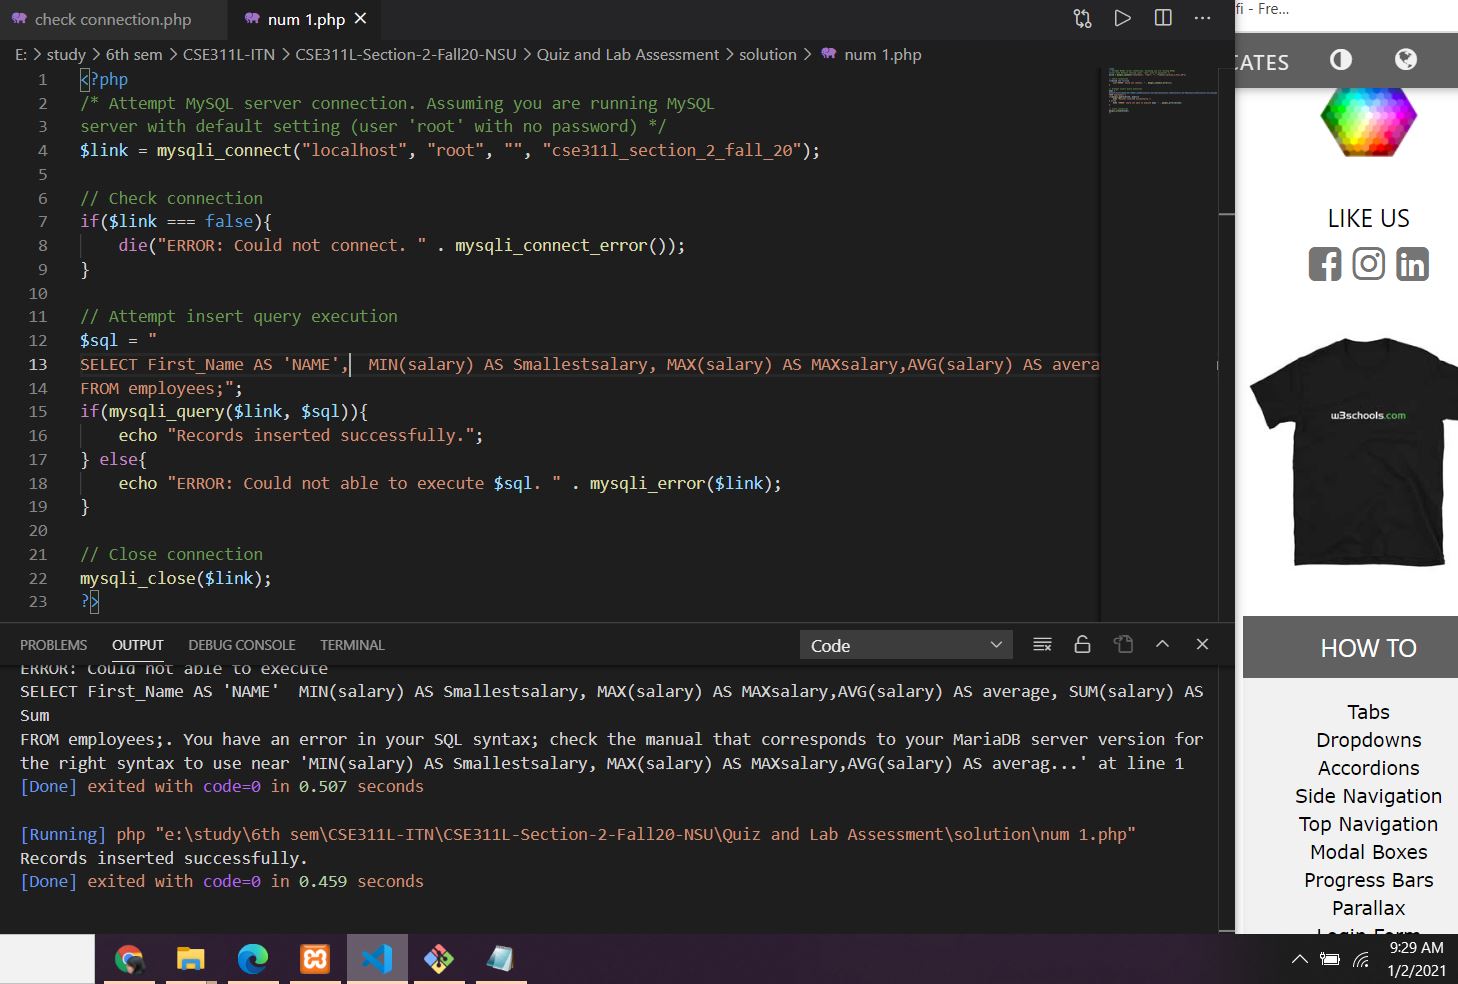 check connection.php
num 1.php
fi - Fre...
E: > study > 6th sem > CSE311L-ITN > CSE311L-Section-2-Fall20-NSU > Quiz and Lab Assessment > solution > num 1.php
CATES
1 <?php
2 /* Attempt MySQL server connection. Assuming you are running MySQL
3 server with default setting (user 'root' with no password) */
4 $link = mysqli_connect("localhost", "root", "", "cse311l_section_2_fall_20");
5
6 // Check connection
7 if($link === false){
8 die("ERROR: Could not connect. " . mysqli_connect_error());
9 }
10
11 // Attempt insert query execution
12 $sql = "
13 SELECT First_Name AS 'NAME',  MIN(salary) AS Smallestsalary, MAX(salary) AS MAXsalary,AVG(salary) AS avera
14 FROM employees;";
15 if(mysqli_query($link, $sql)){
16 echo "Records inserted successfully.";
17 } else{
18 echo "ERROR: Could not able to execute $sql. " . mysqli_error($link);
19 }
20
21 // Close connection
22 mysqli_close($link);
23 ?>
LIKE US
w3schools.com
HOW TO
Tabs
Dropdowns
Accordions
Side Navigation
Top Navigation
Modal Boxes
Progress Bars
Parallax
Login Form
PROBLEMS OUTPUT DEBUG CONSOLE TERMINAL
Code
ERROR: Could not able to execute
SELECT First_Name AS 'NAME'  MIN(salary) AS Smallestsalary, MAX(salary) AS MAXsalary,AVG(salary) AS average, SUM(salary) AS
Sum
FROM employees;. You have an error in your SQL syntax; check the manual that corresponds to your MariaDB server version for
the right syntax to use near 'MIN(salary) AS Smallestsalary, MAX(salary) AS MAXsalary,AVG(salary) AS averag...' at line 1
[Done] exited with code=0 in 0.507 seconds
[Running] php "e:\study\6th sem\CSE311L-ITN\CSE311L-Section-2-Fall20-NSU\Quiz and Lab Assessment\solution\num 1.php"
Records inserted successfully.
[Done] exited with code=0 in 0.459 seconds
9:29 AM
1/2/2021